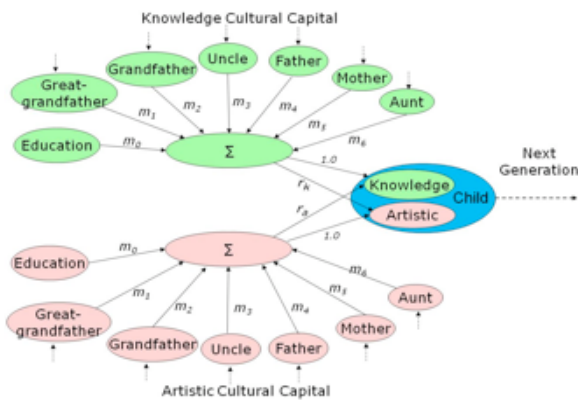 Knowledge Cultural Capital
Great-
grandfather
Grandfather
Uncle
Father
Mother
Aunt
Education
m₀
m₁
m₂
m₃
m₄
m₅
m₆
Σ
1.0
rₖ
rₐ
1.0
Knowledge
Child
Artistic
Next
Generation
Σ
Education
m₀
m₁
m₂
m₃
m₄
m₅
m₆
Great-
grandfather
Grandfather
Uncle
Father
Mother
Aunt
Artistic Cultural Capital